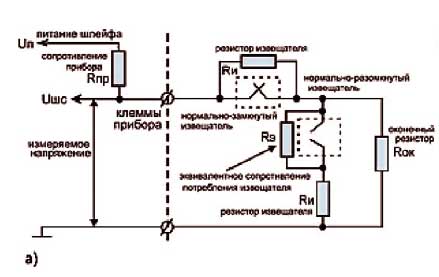 питание шлейфа
Uп
сопротивление
прибора
Rпр
резистор извещателя
Rи
нормально-разомкнутый
извещатель
Uшс
клеммы
прибора
нормально-замкнутый
извещатель
измеряемое
напряжение
Rэ
оконечный
резистор
Rок
эквивалентное сопротивление
потребления извещателя
Rи
резистор извещателя
а)